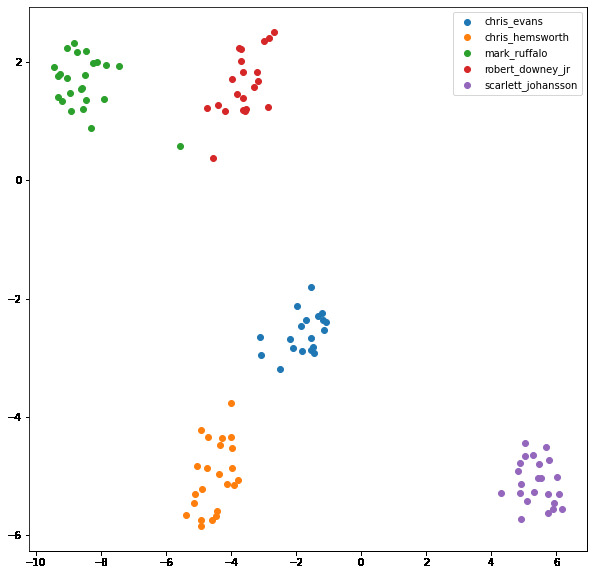 chris_evans
chris_hemsworth
mark_ruffalo
robert_downey_jr
scarlett_johansson
2
0
−2
−4
−6
−10 −8 −6 −4 −2 0 2 4 6